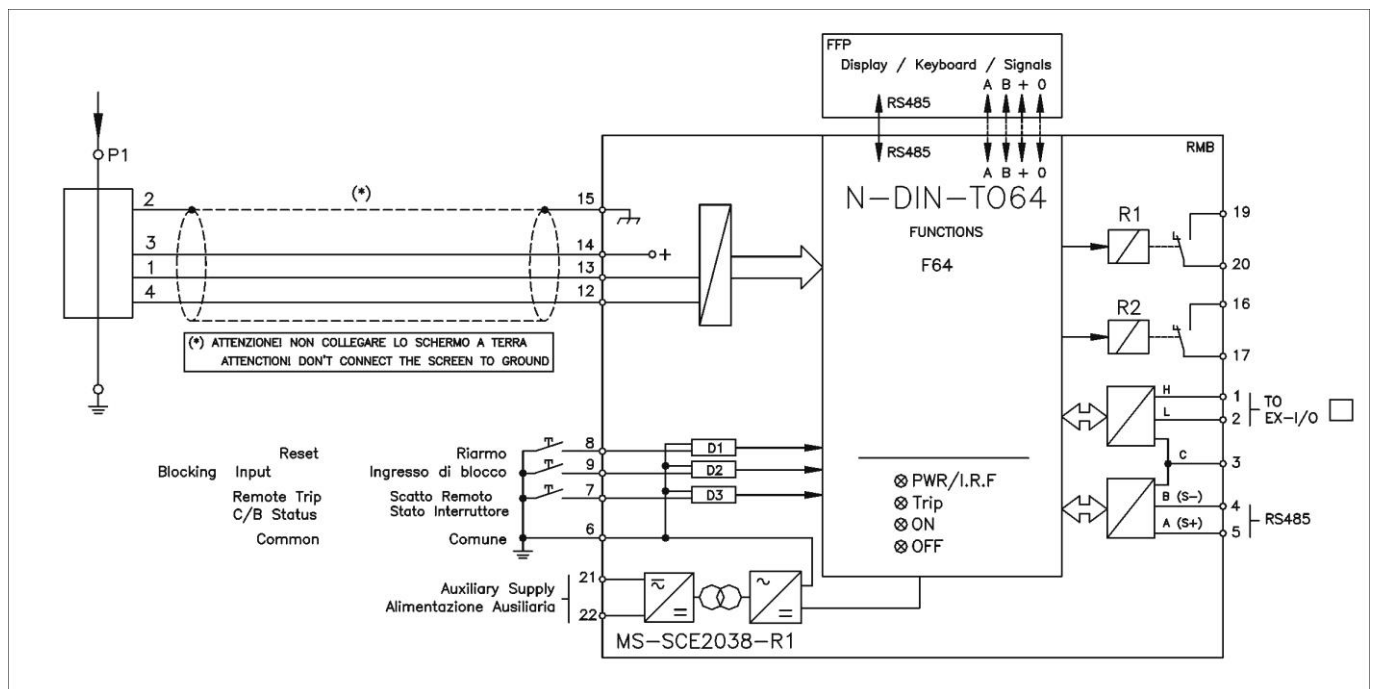 FFP
Display / Keyboard / Signals
A B + 0
RS485
RS485
A B + 0
RMB
P1
2
(*)
15
3
14
+
1
13
4
12
N-DIN-TO64
FUNCTIONS
F64
R1
19
20
R2
16
17
(*) ATTENZIONE! NON COLLEGARE LO SCHERMO A TERRA
ATTENCTION! DON'T CONNECT THE SCREEN TO GROUND
H
1
L
2
TO
EX-I/O
C
3
B (S-)
4
A (S+)
5
RS485
Reset
Riarmo
8
D1
Blocking Input
Ingresso di blocco
9
D2
Remote Trip
Scatto Remoto
7
D3
C/B Status
Stato Interruttore
Common
Comune
6
PWR/I.R.F
Trip
ON
OFF
Auxiliary Supply
21
Alimentazione Ausiliaria
22
MS-SCE2038-R1